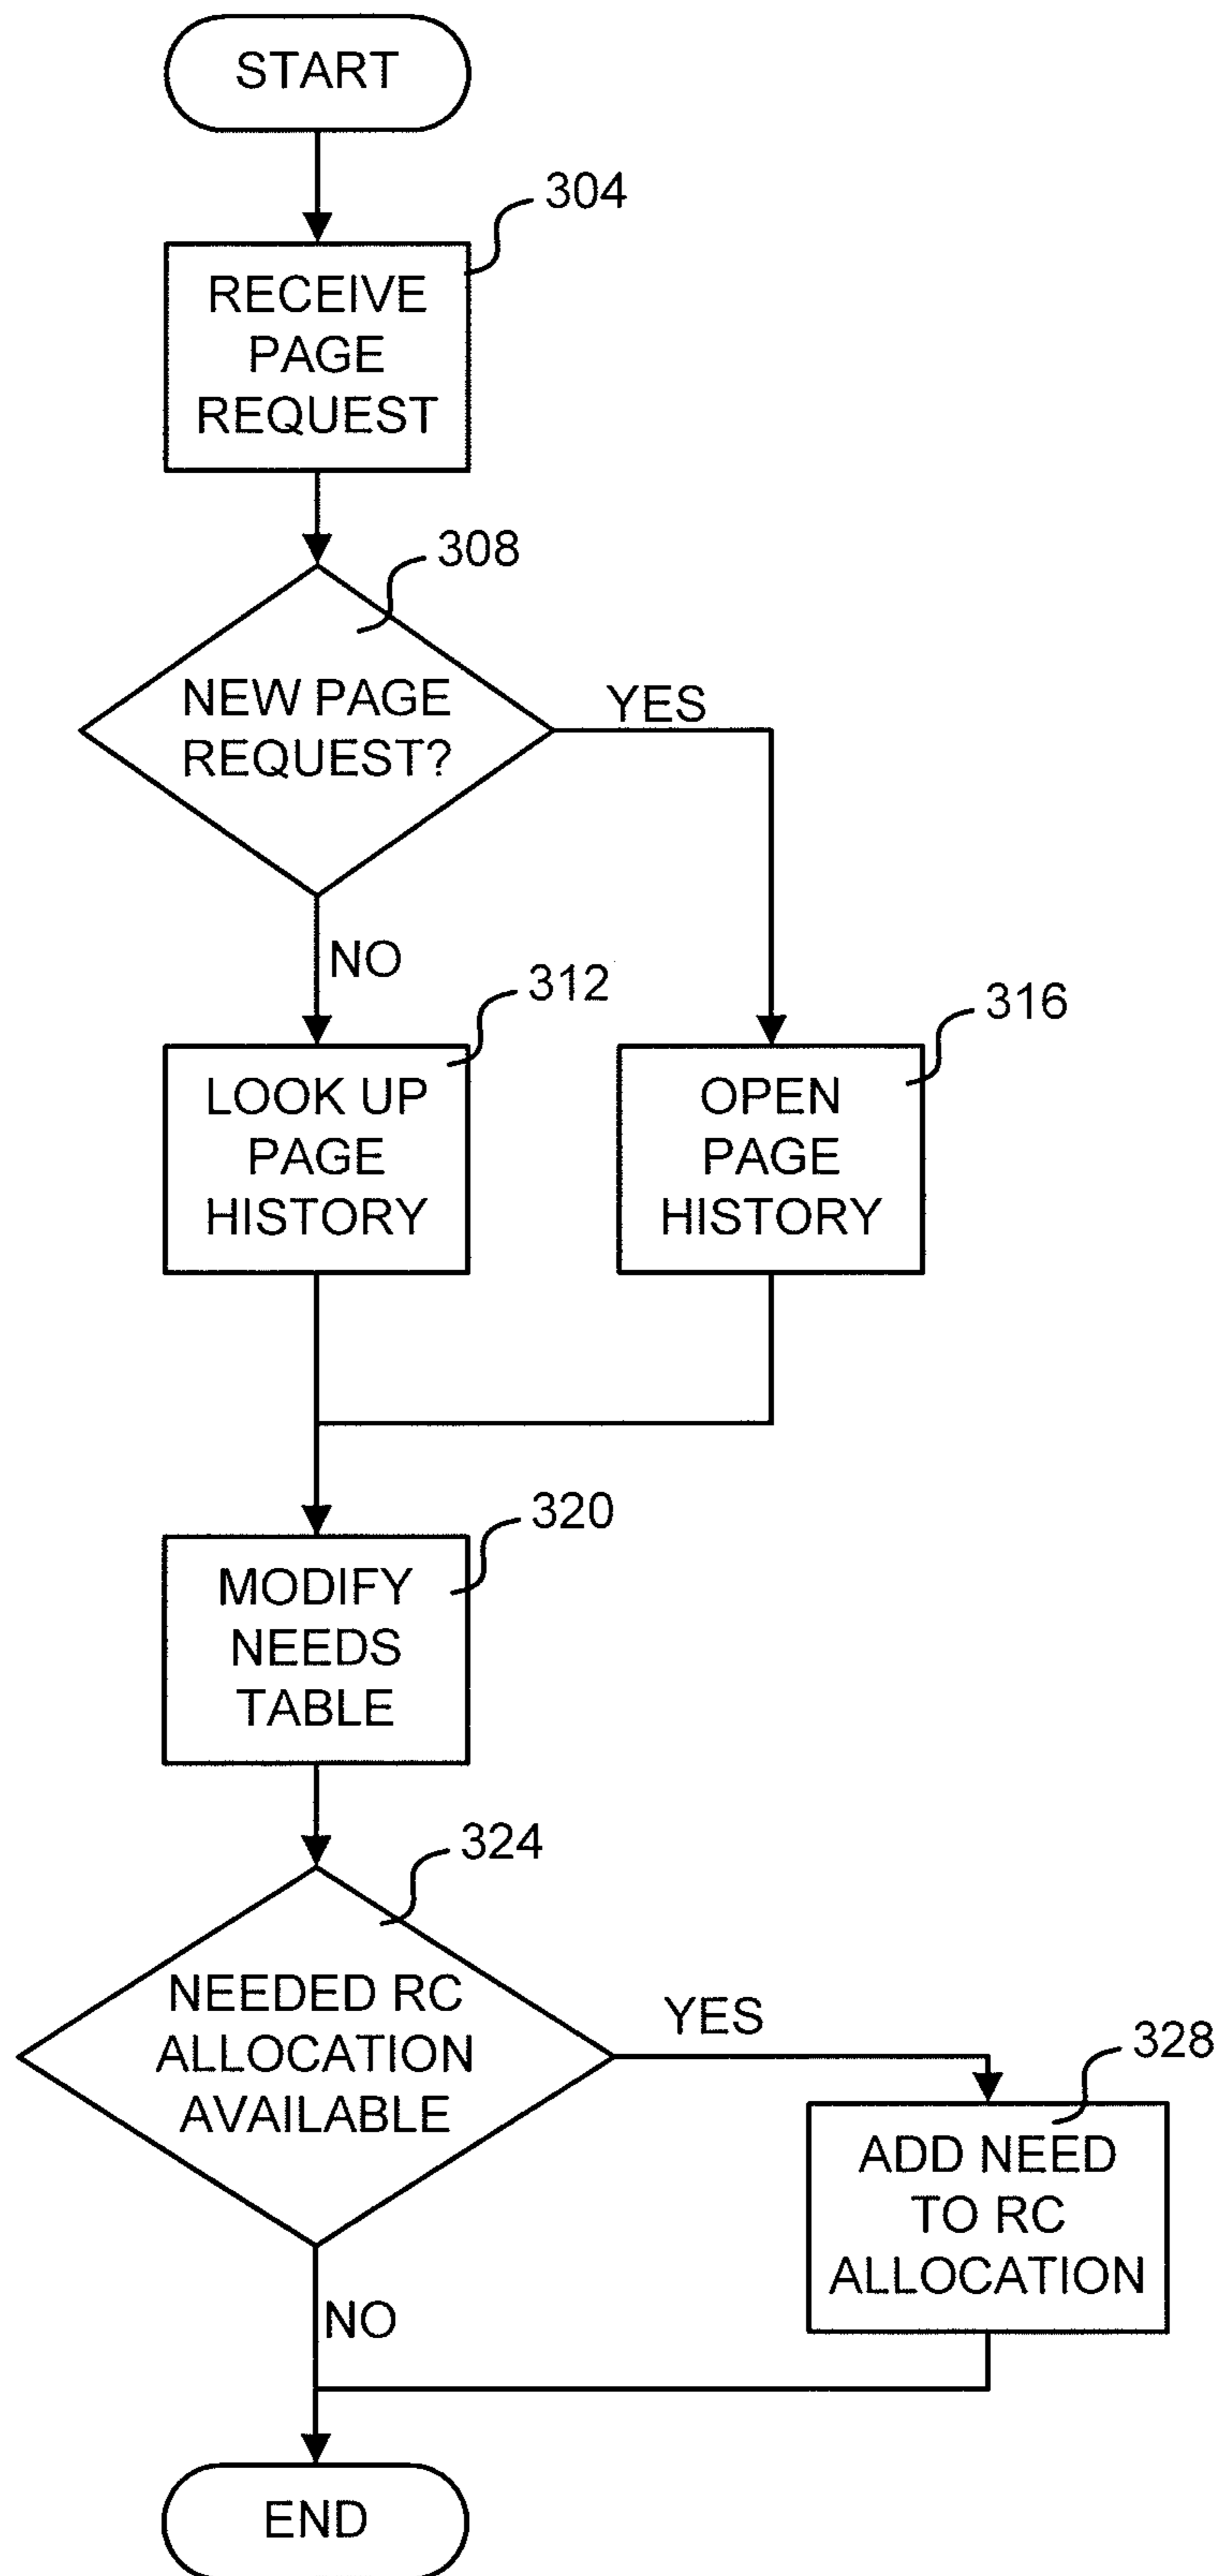 START
304
RECEIVE
PAGE
REQUEST
308
NEW PAGE
REQUEST?
YES
NO
312
LOOK UP
PAGE
HISTORY
316
OPEN
PAGE
HISTORY
320
MODIFY
NEEDS
TABLE
324
NEEDED RC
ALLOCATION
AVAILABLE
YES
328
ADD NEED
TO RC
ALLOCATION
NO
END